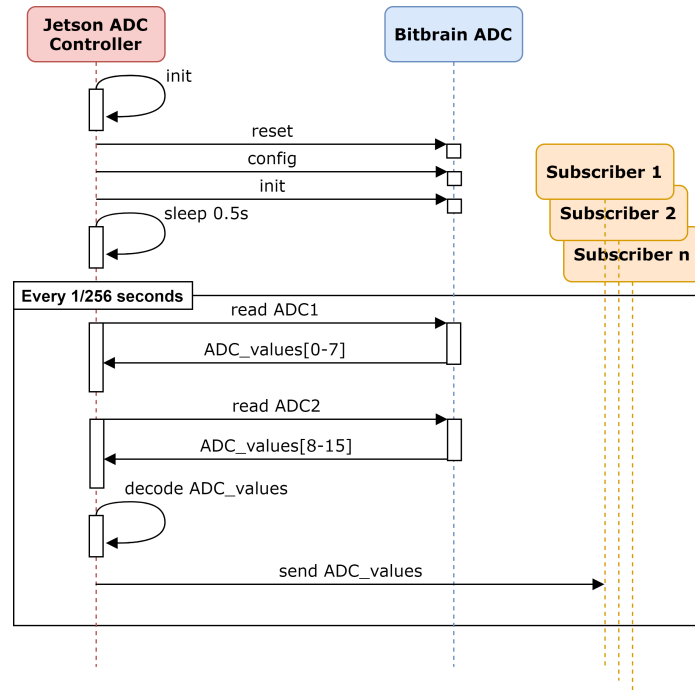 Jetson ADC
Controller
Bitbrain ADC
init
reset
config
init
sleep 0.5s
Subscriber 1
Subscriber 2
Subscriber n
Every 1/256 seconds
read ADC1
ADC_values[0-7]
read ADC2
ADC_values[8-15]
decode ADC_values
send ADC_values